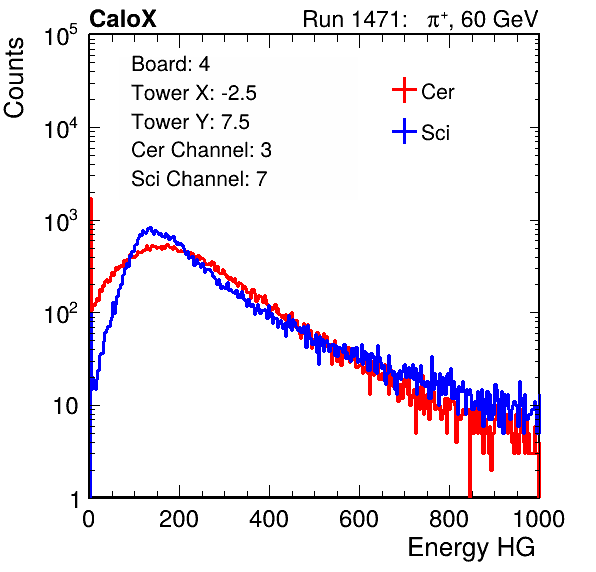 CaloX Run 1471: π⁺, 60 GeV
Counts
10⁵
10⁴
10³
10²
10
1
Board: 4
Tower X: -2.5
Tower Y: 7.5
Cer Channel: 3
Sci Channel: 7
Cer
Sci
0 200 400 600 800 1000
Energy HG